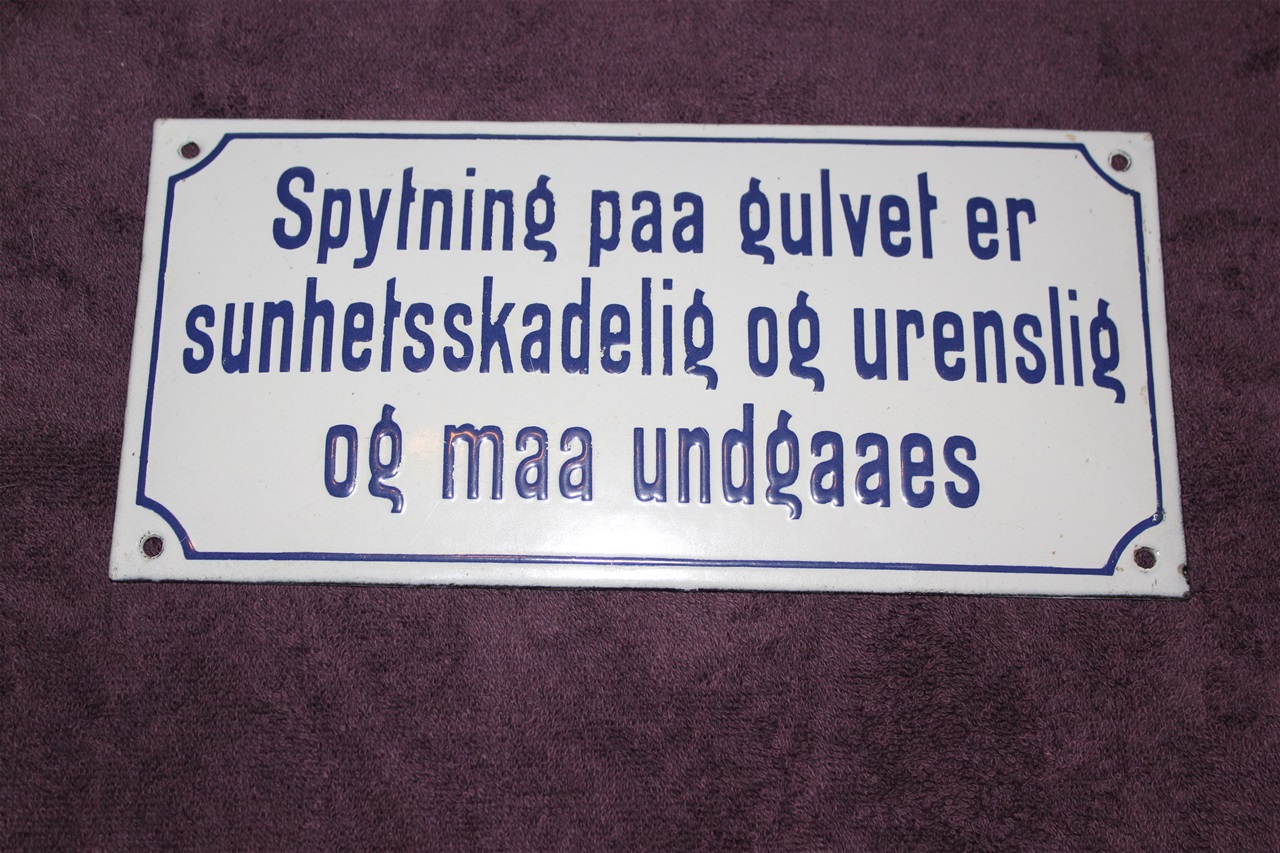 Spytning paa gulvet er
sunhetsskadelig og urenslig
og maa undgaaes